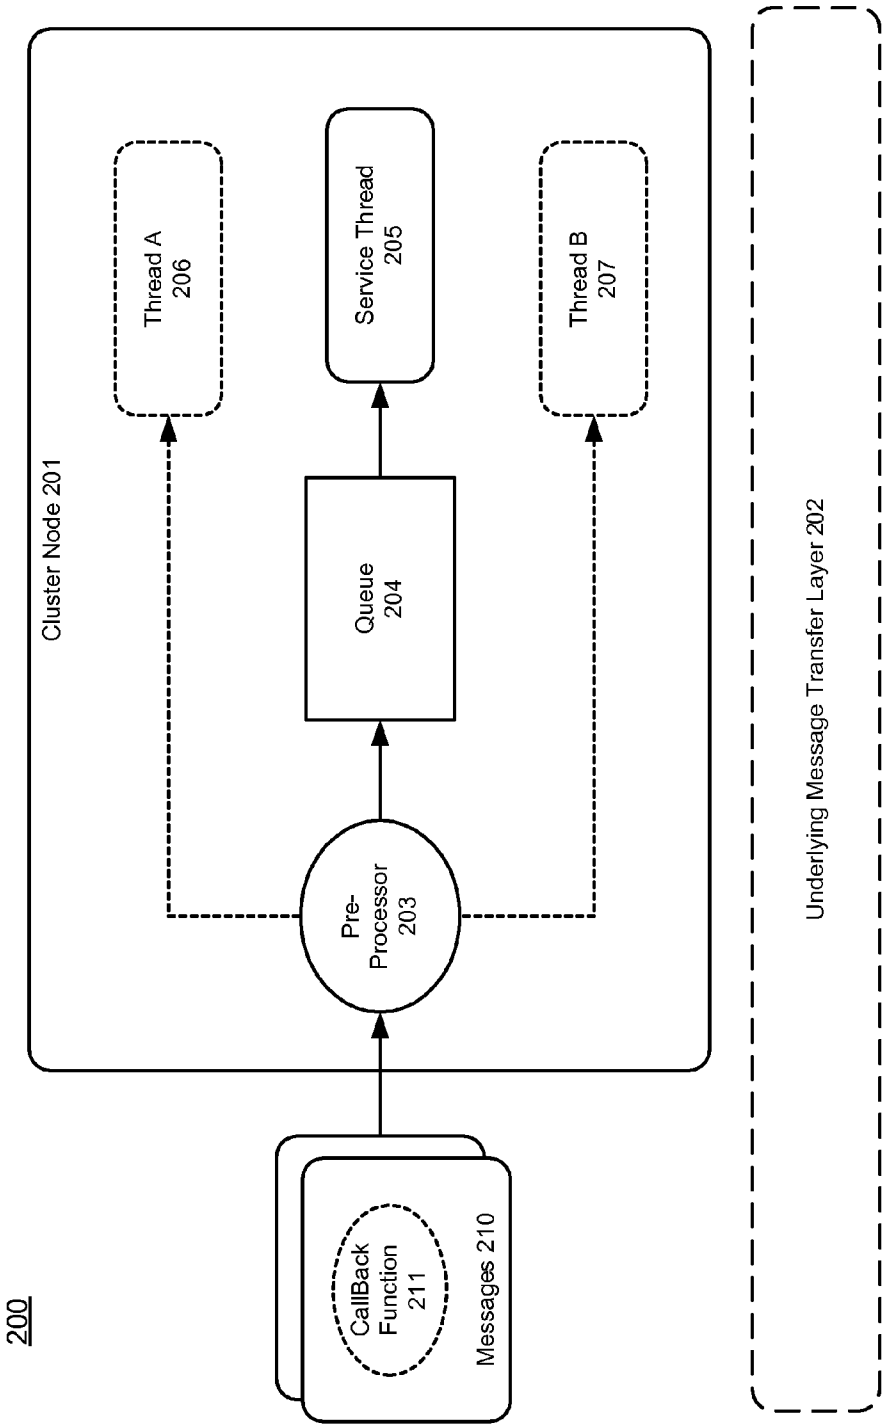 200
Cluster Node 201
Thread A
206
CallBack
Function
211
Messages 210
Pre-
Processor
203
Queue
204
Service Thread
205
Thread B
207
Underlying Message Transfer Layer 202